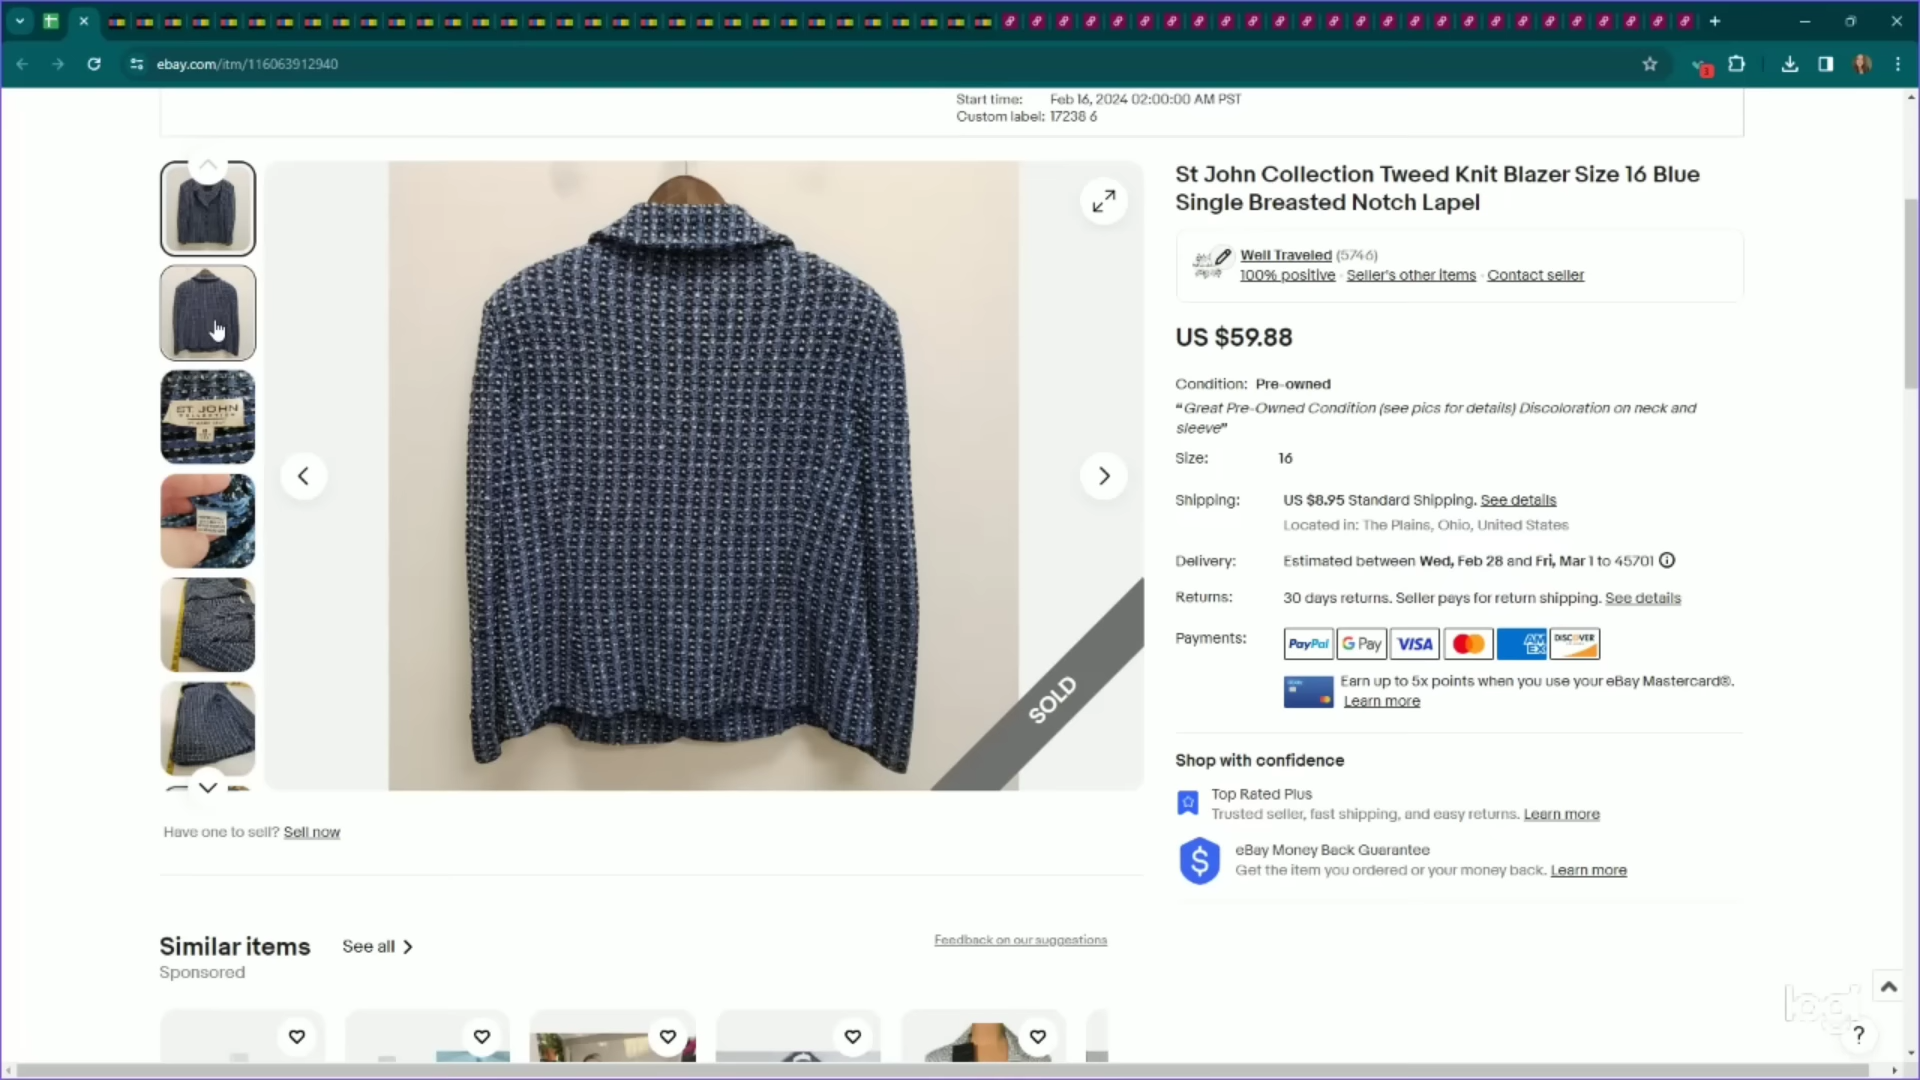 ebay.com/itm/116063912940
1
Start time: Feb 16, 2024 02:00:00 AM PST
Custom label: 17238 6
St John Collection Tweed Knit Blazer Size 16 Blue
Single Breasted Notch Lapel
Well Traveled (5746)
100% positive · Seller's other items · Contact seller
US $59.88
Condition: Pre-owned
“Great Pre-Owned Condition (see pics for details) Discoloration on neck and
sleeve”
Size: 16
Shipping: US $8.95 Standard Shipping. See details
Located in: The Plains, Ohio, United States
Delivery: Estimated between Wed, Feb 28 and Fri, Mar 1 to 45701
Returns: 30 days returns. Seller pays for return shipping. See details
Payments: PayPal G Pay VISA AM EX DISCOVER
Earn up to 5x points when you use your eBay Mastercard®.
Learn more
ST JOHN
SOLD
Shop with confidence
Top Rated Plus
Trusted seller, fast shipping, and easy returns. Learn more
eBay Money Back Guarantee
Get the item you ordered or your money back. Learn more
Have one to sell? Sell now
Similar items See all
Sponsored
Feedback on our suggestions
logi
?